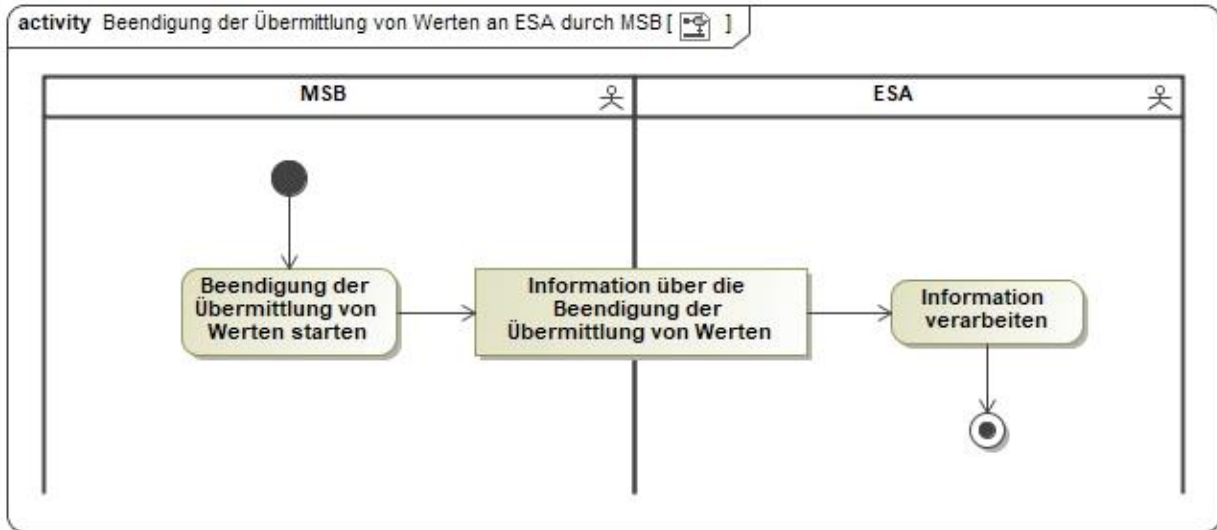 activity Beendigung der Übermittlung von Werten an ESA durch MSB [ ]
MSB
ESA
Beendigung der
Übermittlung von
Werten starten
Information über die
Beendigung der
Übermittlung von Werten
Information
verarbeiten